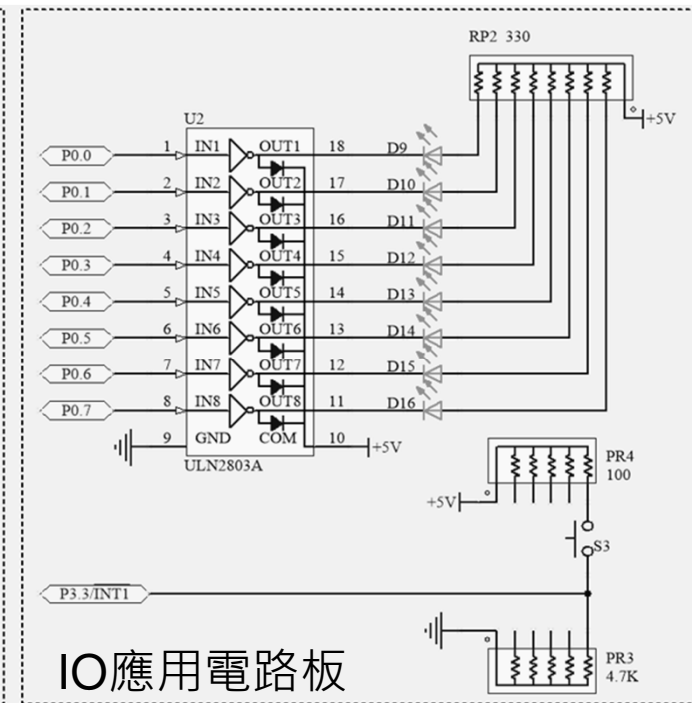 RP2 330
+5V
U2
P0.0 1 IN1 OUT1 18 D9
P0.1 2 IN2 OUT2 17 D10
P0.2 3 IN3 OUT3 16 D11
P0.3 4 IN4 OUT4 15 D12
P0.4 5 IN5 OUT5 14 D13
P0.5 6 IN6 OUT6 13 D14
P0.6 7 IN7 OUT7 12 D15
P0.7 8 IN8 OUT8 11 D16
9 GND COM 10 +5V
ULN2803A
PR4
100
+5V
S3
P3.3/INT1
PR3
4.7K
IO應用電路板